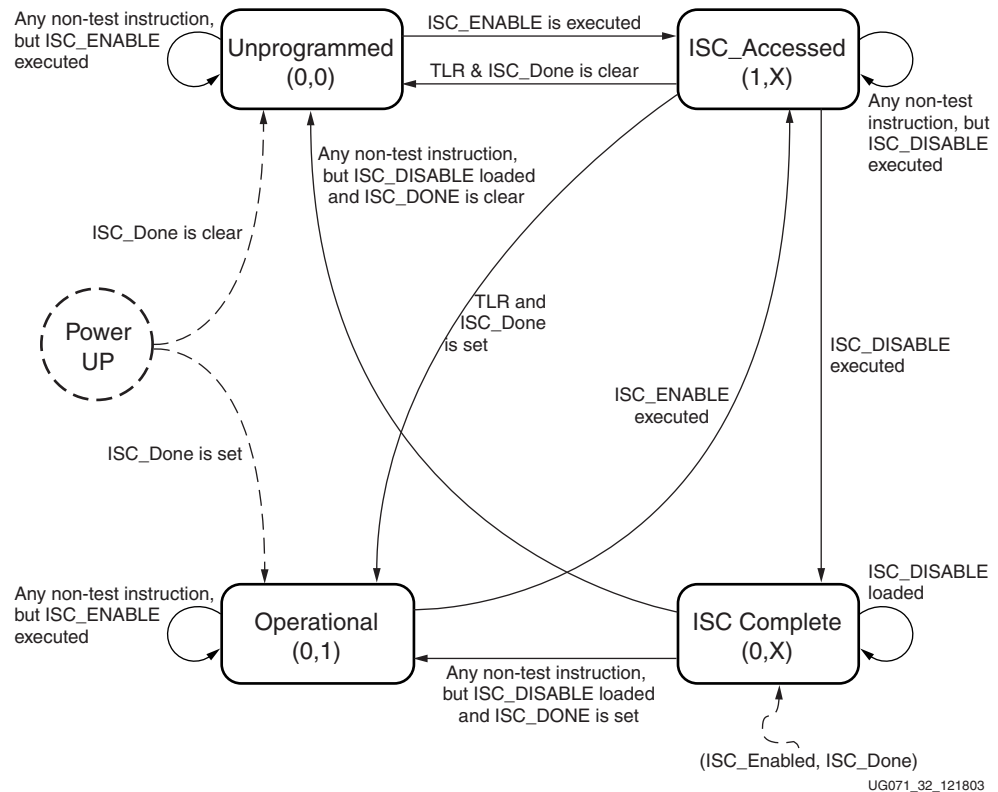 Any non-test instruction,
but ISC_ENABLE
executed
Unprogrammed
(0,0)
ISC_ENABLE is executed
TLR & ISC_Done is clear
ISC_Accessed
(1,X)
Any non-test
instruction, but
ISC_DISABLE
executed
Any non-test instruction,
but ISC_DISABLE loaded
and ISC_DONE is clear
ISC_Done is clear
Power
UP
TLR and
ISC_Done
is set
ISC_DISABLE
executed
ISC_ENABLE
executed
ISC_Done is set
Any non-test instruction,
but ISC_ENABLE
executed
Operational
(0,1)
Any non-test instruction,
but ISC_DISABLE loaded
and ISC_DONE is set
ISC Complete
(0,X)
ISC_DISABLE
loaded
(ISC_Enabled, ISC_Done)
UG071_32_121803